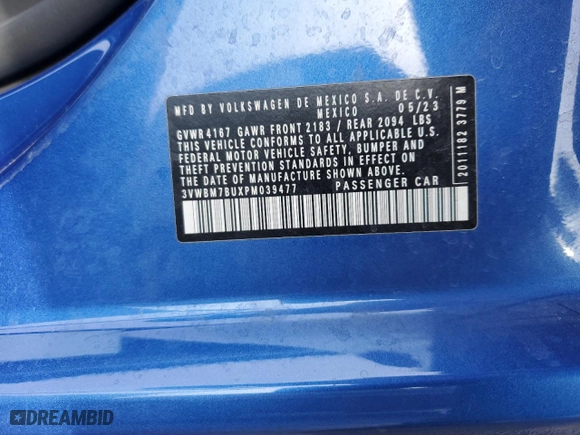 MFD BY VOLKSWAGEN DE MEXICO S.A. DE C.V.
MEXICO 05/23
GVWR 4167 GAWR FRONT 2183 / REAR 2094 LBS
THIS VEHICLE CONFORMS TO ALL APPLICABLE U.S.
FEDERAL MOTOR VEHICLE SAFETY, BUMPER AND
THEFT PREVENTION STANDARDS IN EFFECT ON
THE DATE OF MANUFACTURE SHOWN ABOVE.
3VWBM7BUXPM039477 PASSENGER CAR
2011182 3779 M
DREAMBID